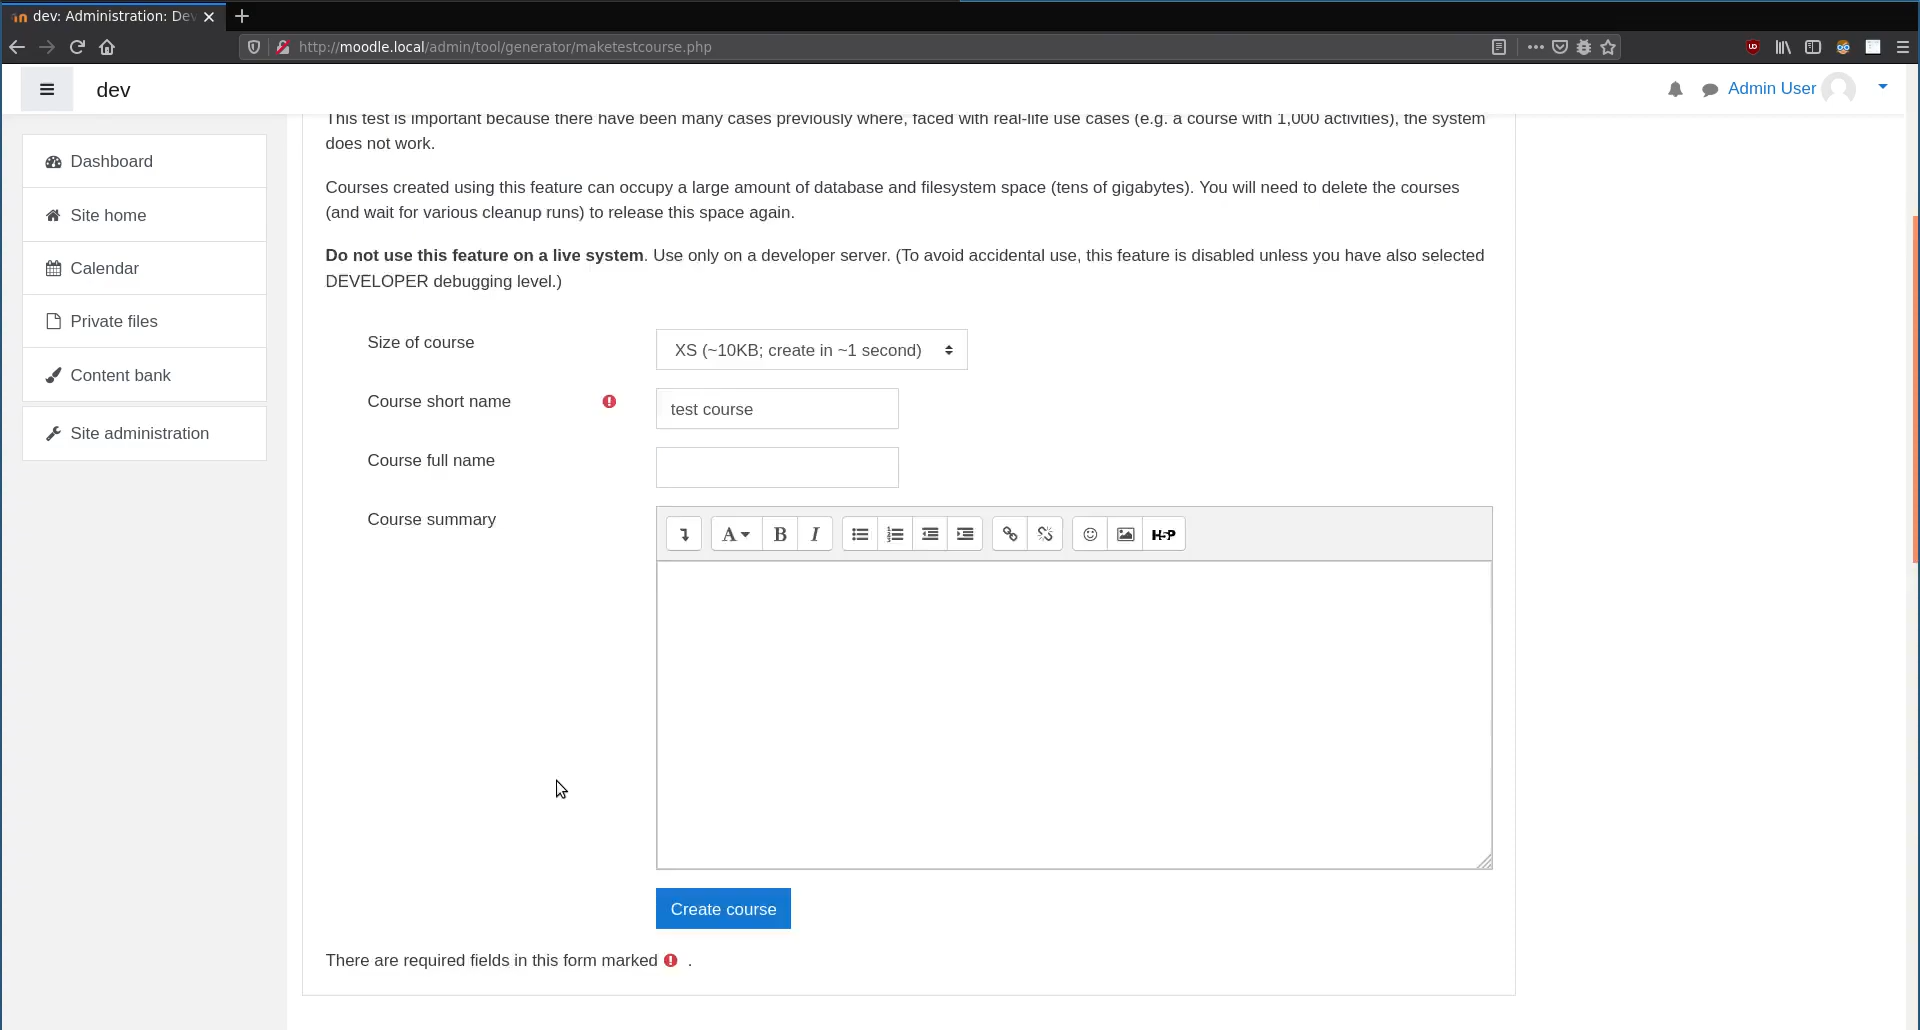 dev: Administration: De
http://moodle.local/admin/tool/generator/maketestcourse.php
dev
Admin User
Dashboard
Site home
Calendar
Private files
Content bank
Site administration
This test is important because there have been many cases previously where, faced with real-life use cases (e.g. a course with 1,000 activities), the system
does not work.
Courses created using this feature can occupy a large amount of database and filesystem space (tens of gigabytes). You will need to delete the courses
(and wait for various cleanup runs) to release this space again.
Do not use this feature on a live system. Use only on a developer server. (To avoid accidental use, this feature is disabled unless you have also selected
DEVELOPER debugging level.)
Size of course
XS (~10KB; create in ~1 second)
Course short name
test course
Course full name
Course summary
A B I H-P
Create course
There are required fields in this form marked .